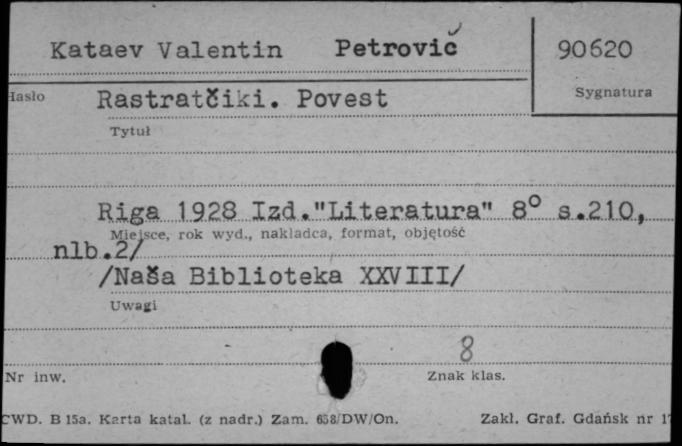 Kataev Valentin Petrovič 90620
Hasło Rastratčiki. Povest Sygnatura
Tytuł
Riga 1928 Izd."Literatura" 8° s.210,
Miejsce, rok wyd., nakładca, format, objętość
nlb.2/
/Naša Biblioteka XXVIII/
Uwagi
8
Nr inw. Znak klas.
CWD. B 15a. Karta katal. (z nadr.) Zam. 658/DW/On. Zakl. Graf. Gdańsk nr